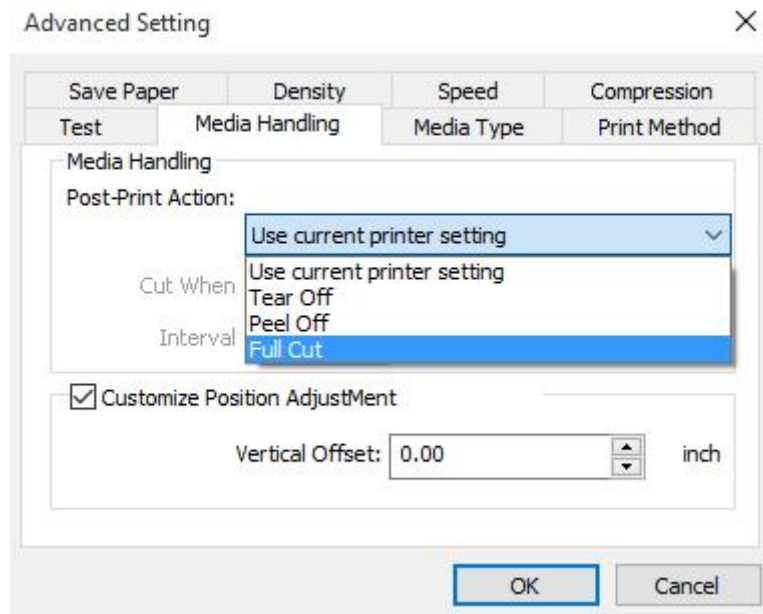 Advanced Setting
Save Paper Density Speed Compression
Test Media Handling Media Type Print Method
Media Handling
Post-Print Action:
Use current printer setting
Use current printer setting
Cut When
Tear Off
Peel Off
Interval
Full Cut
Customize Position AdjustMent
Vertical Offset: 0.00 inch
OK Cancel